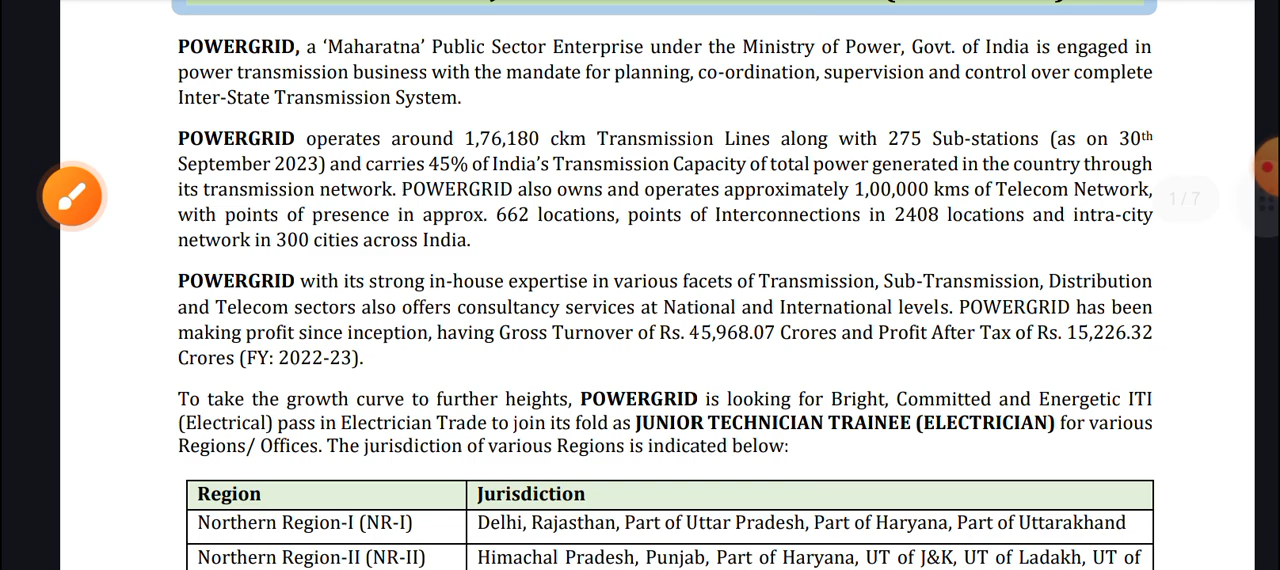 POWERGRID, a ‘Maharatna’ Public Sector Enterprise under the Ministry of Power, Govt. of India is engaged in
power transmission business with the mandate for planning, co-ordination, supervision and control over complete
Inter-State Transmission System.
POWERGRID operates around 1,76,180 ckm Transmission Lines along with 275 Sub-stations (as on 30th
September 2023) and carries 45% of India’s Transmission Capacity of total power generated in the country through
its transmission network. POWERGRID also owns and operates approximately 1,00,000 kms of Telecom Network,
with points of presence in approx. 662 locations, points of Interconnections in 2408 locations and intra-city
network in 300 cities across India.
1/7
POWERGRID with its strong in-house expertise in various facets of Transmission, Sub-Transmission, Distribution
and Telecom sectors also offers consultancy services at National and International levels. POWERGRID has been
making profit since inception, having Gross Turnover of Rs. 45,968.07 Crores and Profit After Tax of Rs. 15,226.32
Crores (FY: 2022-23).
To take the growth curve to further heights, POWERGRID is looking for Bright, Committed and Energetic ITI
(Electrical) pass in Electrician Trade to join its fold as JUNIOR TECHNICIAN TRAINEE (ELECTRICIAN) for various
Regions/ Offices. The jurisdiction of various Regions is indicated below:
Region Jurisdiction
Northern Region-I (NR-I) Delhi, Rajasthan, Part of Uttar Pradesh, Part of Haryana, Part of Uttarakhand
Northern Region-II (NR-II) Himachal Pradesh, Punjab, Part of Haryana, UT of J&K, UT of Ladakh, UT of